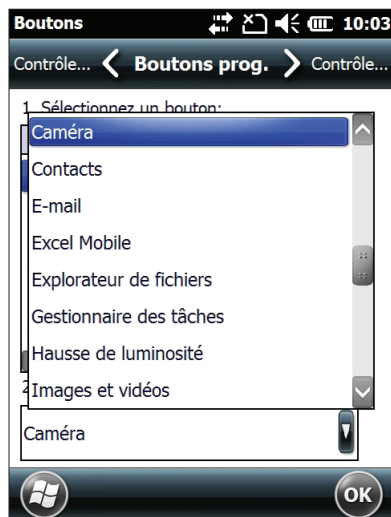 Boutons 10:03
Contrôle... Boutons prog. Contrôle...
1. Sélectionnez un bouton:
Caméra
Contacts
E-mail
Excel Mobile
Explorateur de fichiers
Gestionnaire des tâches
Hausse de luminosité
Images et vidéos
2
Caméra
OK